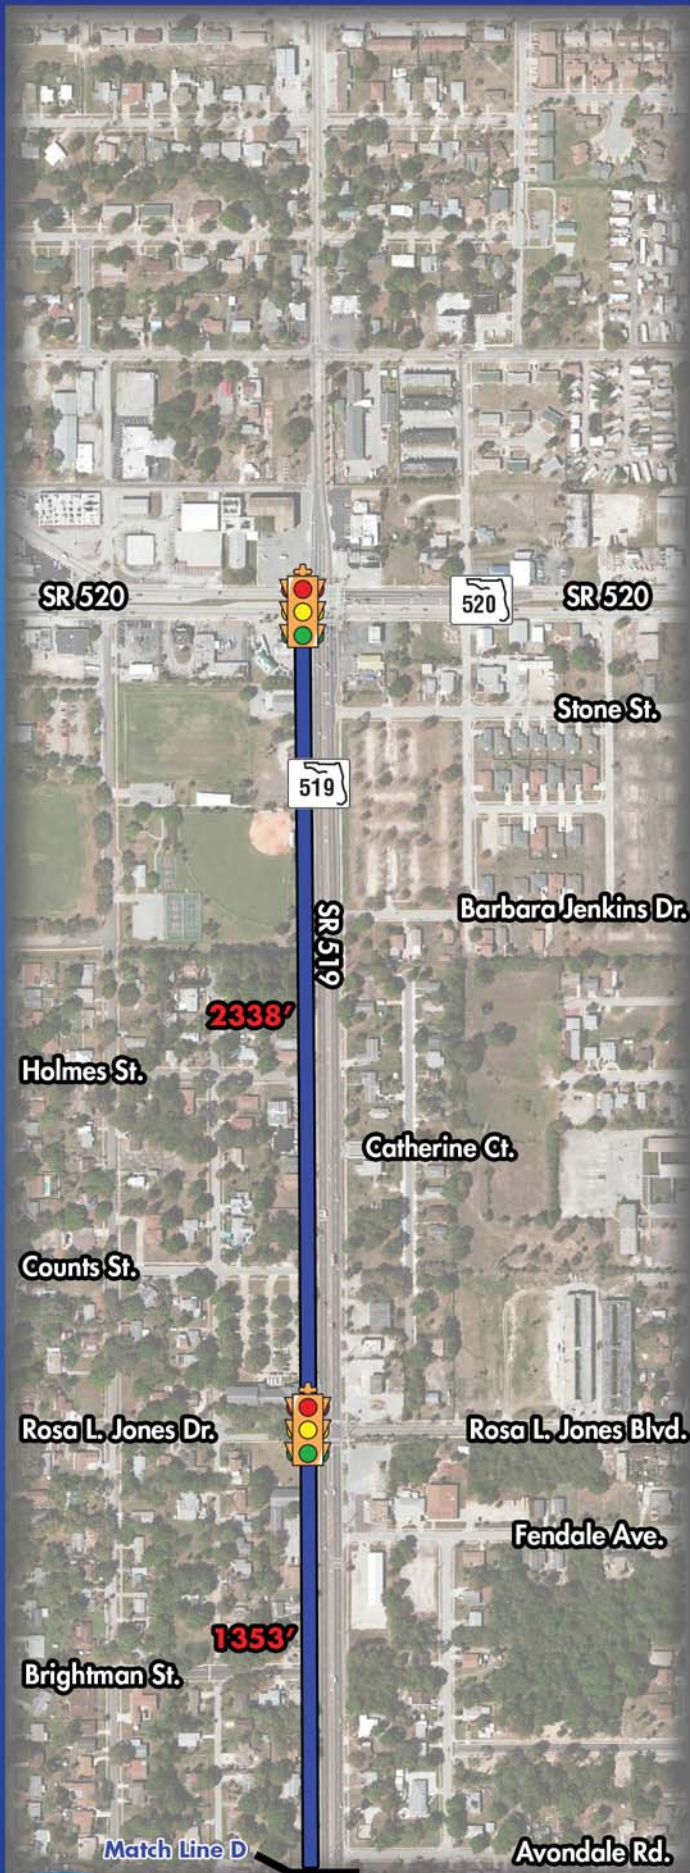 SR 520
520
SR 520
Stone St.
519
Barbara Jenkins Dr.
SR 519
2338'
Holmes St.
Catherine Ct.
Counts St.
Rosa L. Jones Dr.
Rosa L. Jones Blvd.
Fendale Ave.
1353'
Brightman St.
Match Line D
Avondale Rd.